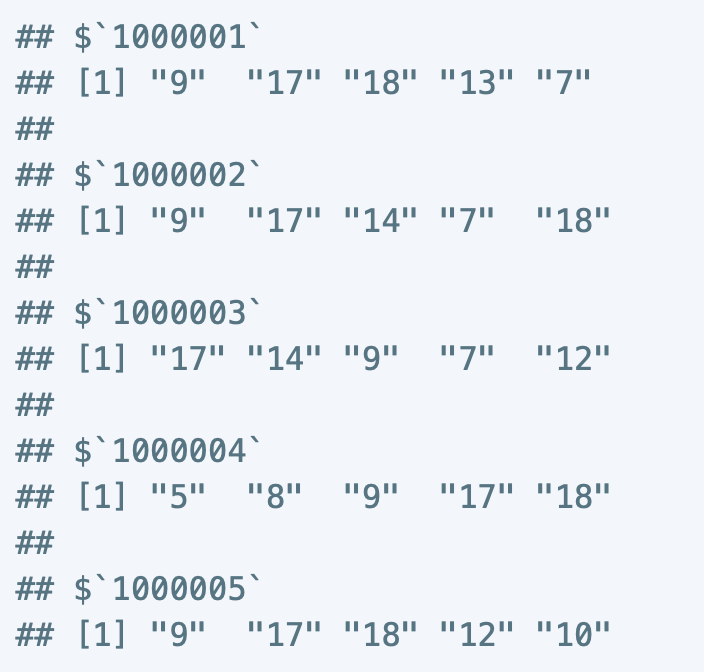 ## $`1000001`
## [1] "9"  "17" "18" "13" "7"
##
## $`1000002`
## [1] "9"  "17" "14" "7"  "18"
##
## $`1000003`
## [1] "17" "14" "9"  "7"  "12"
##
## $`1000004`
## [1] "5"  "8"  "9"  "17" "18"
##
## $`1000005`
## [1] "9"  "17" "18" "12" "10"